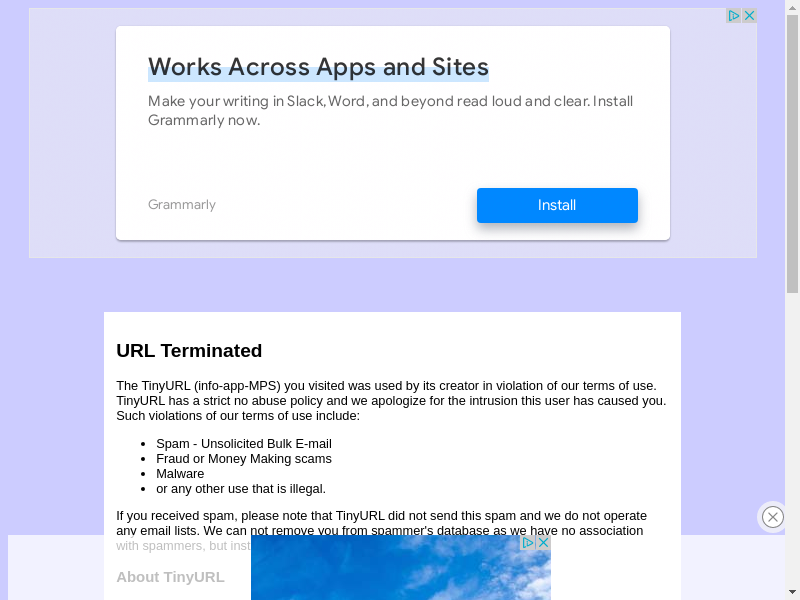 Works Across Apps and Sites
Make your writing in Slack, Word, and beyond read loud and clear. Install
Grammarly now.
Grammarly
Install
URL Terminated
The TinyURL (info-app-MPS) you visited was used by its creator in violation of our terms of use.
TinyURL has a strict no abuse policy and we apologize for the intrusion this user has caused you.
Such violations of our terms of use include:
• Spam - Unsolicited Bulk E-mail
• Fraud or Money Making scams
• Malware
• or any other use that is illegal.
If you received spam, please note that TinyURL did not send this spam and we do not operate
any email lists. We can not remove you from spammer's database as we have no association
with spammers, but inst
About TinyURL